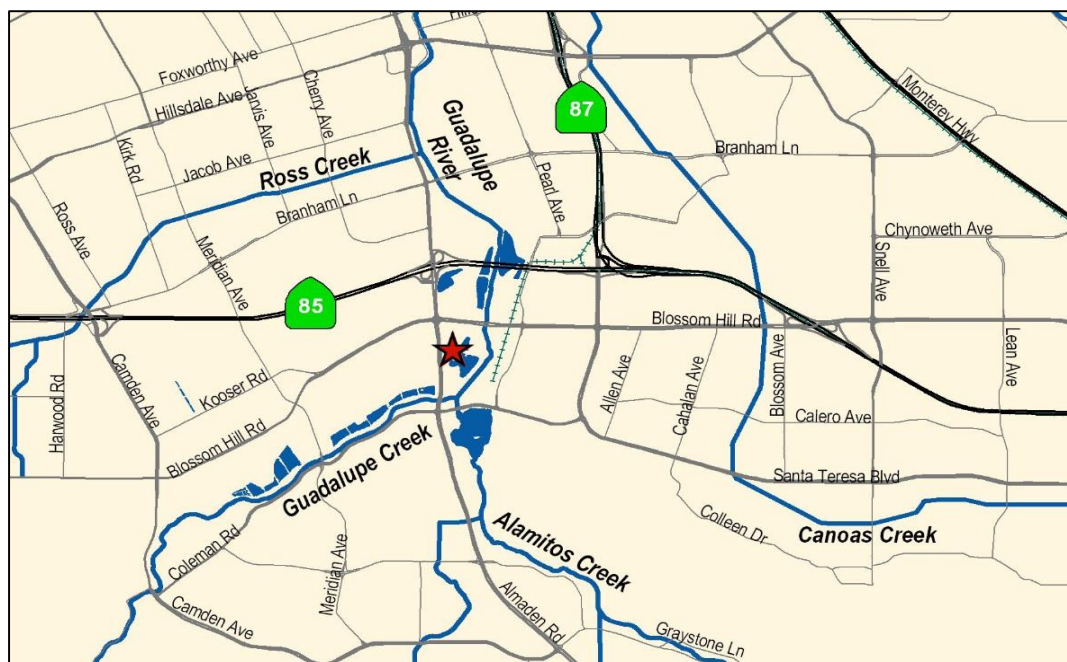 Foxworthy Ave
Hillsdale Ave
Jarvis Ave
Cherry Ave
Kirk Rd
Jacob Ave
Ross Creek
Guadalupe
River
87
Monterey Hwy
Branham Ln
Pearl Ave
Branham Ln
Ross Ave
Meridian Ave
Chynoweth Ave
Snell Ave
85
Blossom Hill Rd
Lean Ave
Camden Ave
Kooser Rd
Harwood Rd
Allen Ave
Cahalan Ave
Blossom Ave
Calero Ave
Blossom Hill Rd
Guadalupe Creek
Santa Teresa Blvd
Colleen Dr
Canoas Creek
Coleman Rd
Meridian Ave
Alamitos Creek
Camden Ave
Almaden Rd
Graystone Ln